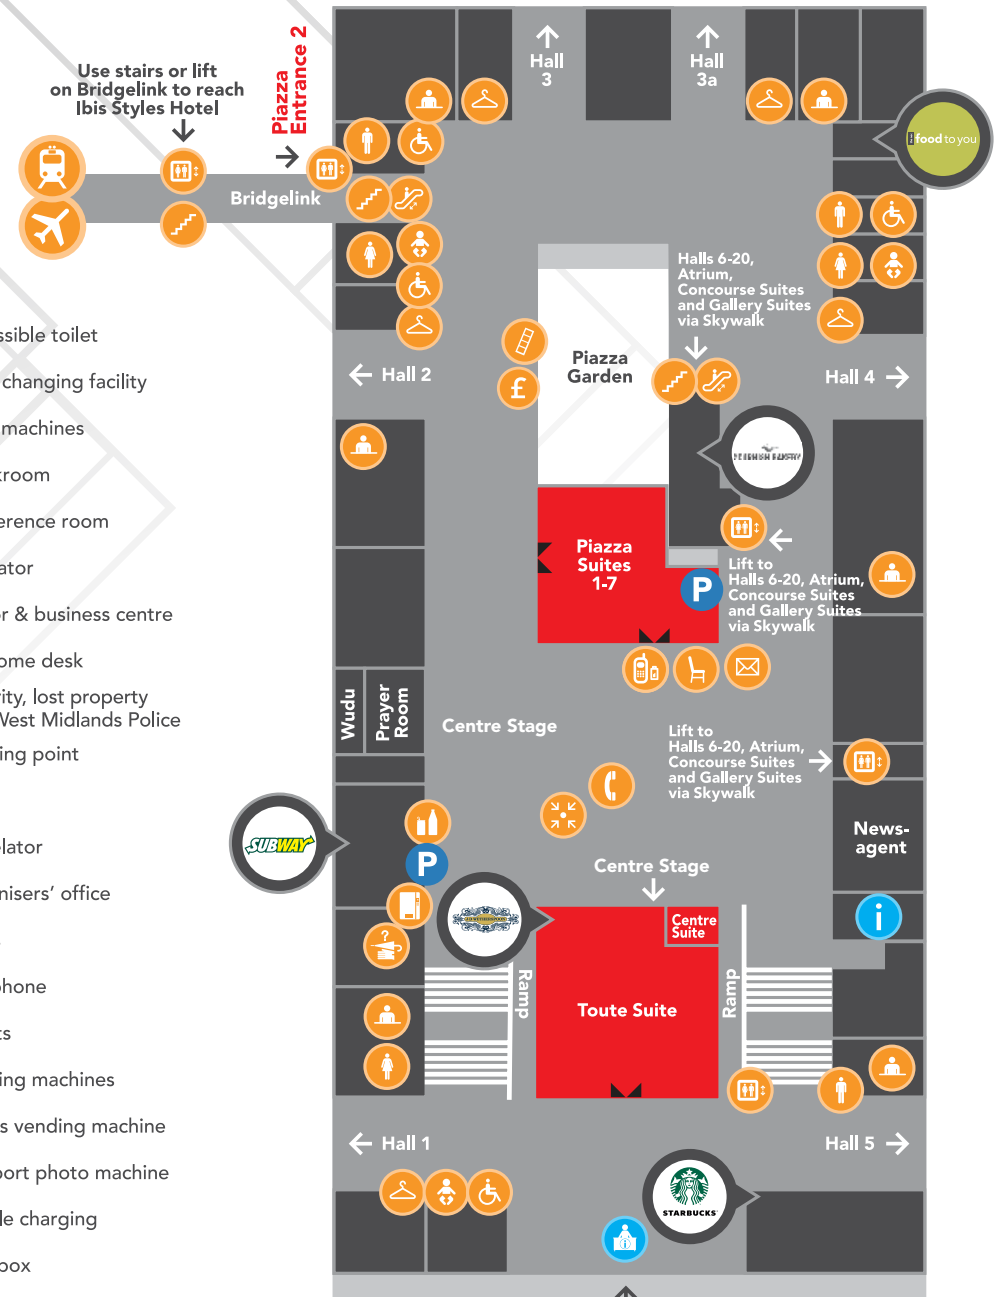 Use stairs or lift
on Bridgelink to reach
Ibis Styles Hotel
Piazza
Entrance 2
Bridgelink
Hall
3
Hall
3a
food to you
Halls 6-20,
Atrium,
Concourse Suites
and Gallery Suites
via Skywalk
Piazza
Garden
£
Hall 2
Hall 4
Piazza
Suites
1-7
P
Lift to
Halls 6-20, Atrium,
Concourse Suites
and Gallery Suites
via Skywalk
Wudu
Prayer
Room
Centre Stage
Lift to
Halls 6-20, Atrium,
Concourse Suites
and Gallery Suites
via Skywalk
News-
agent
SUBWAY
P
Centre Stage
Centre
Suite
i
?
Ramp
Toute Suite
Ramp
Hall 1
Hall 5
STARBUCKS
ssible toilet
changing facility
machines
room
erence room
ator
r & business centre
ome desk
ity, lost property
West Midlands Police
ing point
lator
nisers' office
phone
ts
ing machines
s vending machine
port photo machine
le charging
box